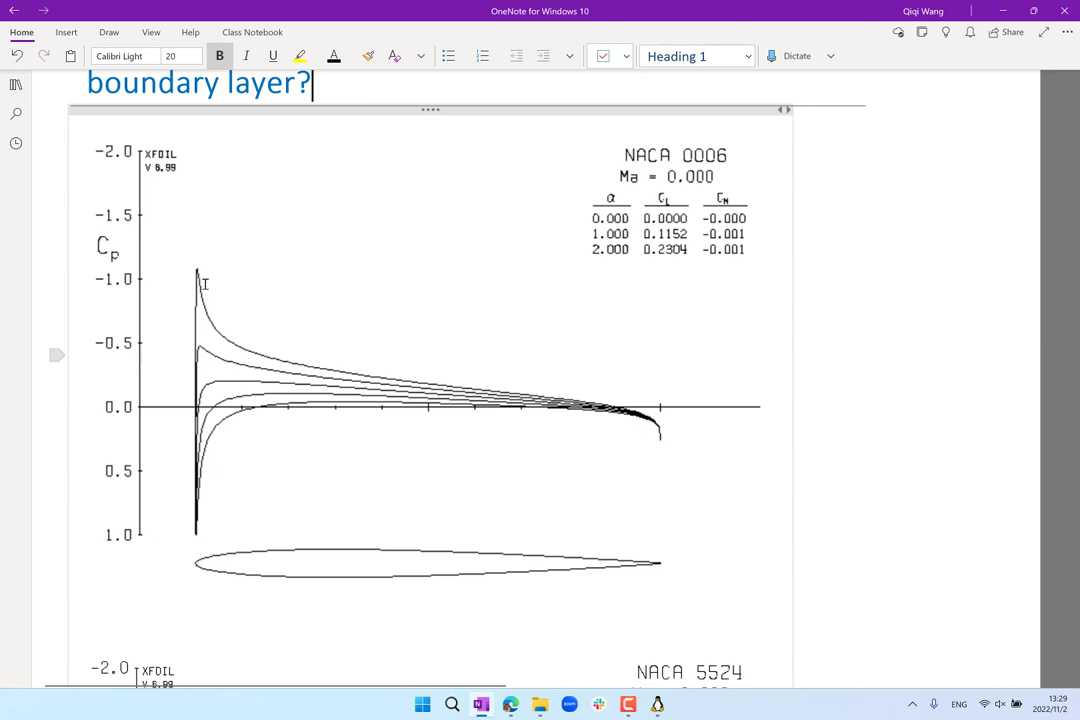 OneNote for Windows 10
Qiqi Wang
Home Insert Draw View Help Class Notebook
Share
Calibri Light 20 B I U A Heading 1 Dictate
boundary layer?
-2.0 XFOIL
V 6.99
NACA 0006
Ma = 0.000
α CL CM
0.000 0.0000 -0.000
1.000 0.1152 -0.001
2.000 0.2304 -0.001
-1.5
Cp
-1.0
-0.5
0.0
0.5
1.0
-2.0 XFOIL
V 6.99
NACA 5524
ENG
13:29
2022/11/2